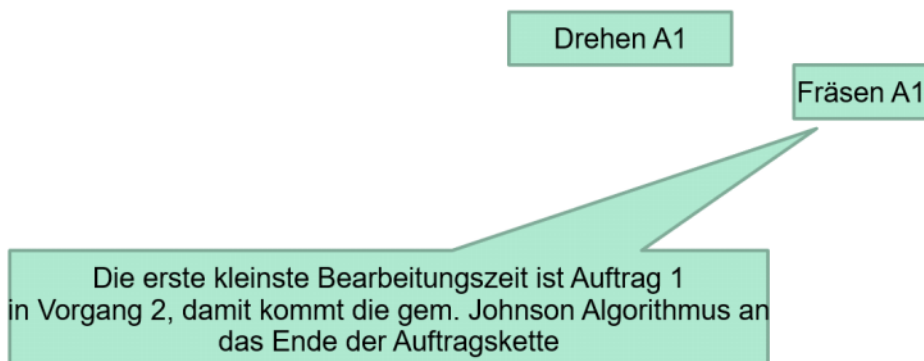 Drehen A1
Fräsen A1
Die erste kleinste Bearbeitungszeit ist Auftrag 1
in Vorgang 2, damit kommt die gem. Johnson Algorithmus an
das Ende der Auftragskette